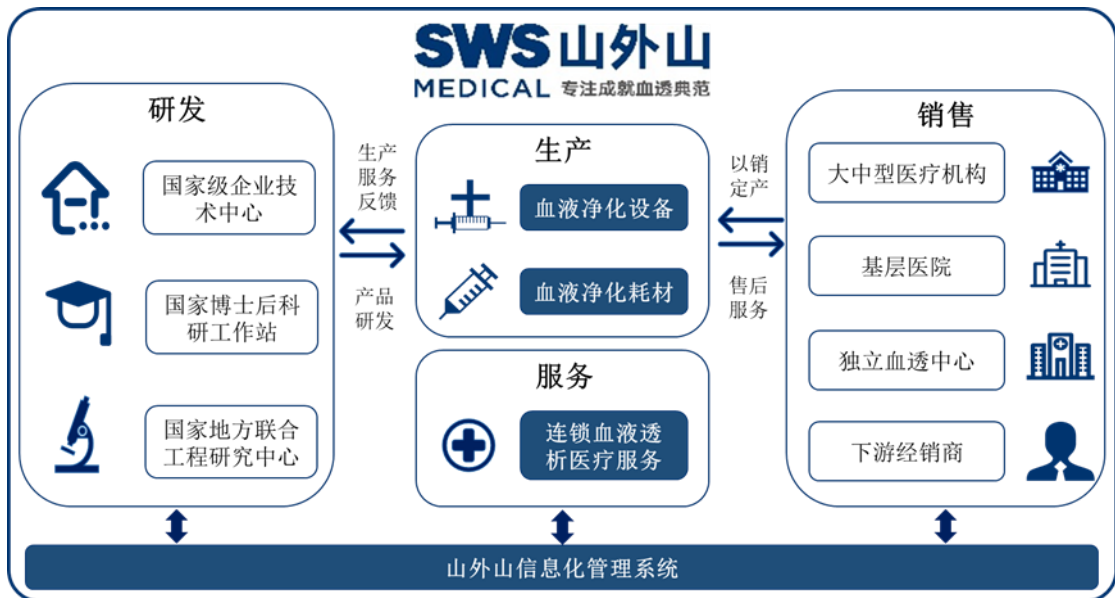 SWS山外山
MEDICAL 专注成就血透典范
研发
国家级企业技
术中心
国家博士后科
研工作站
国家地方联合
工程研究中心
生产
服务
反馈
产品
研发
生产
血液净化设备
血液净化耗材
服务
连锁血液透
析医疗服务
以销
定产
售后
服务
销售
大中型医疗机构
基层医院
独立血透中心
下游经销商
山外山信息化管理系统